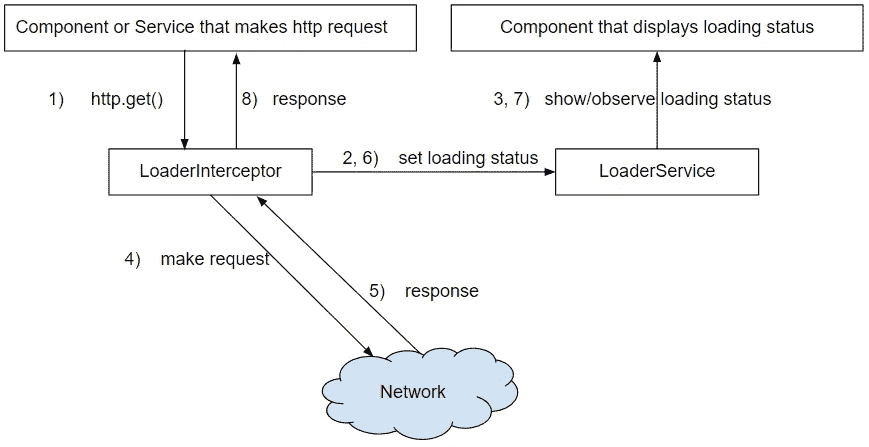 Component or Service that makes http request
Component that displays loading status
1) http.get()
8) response
3, 7) show/observe loading status
LoaderInterceptor
2, 6) set loading status
LoaderService
4) make request
5) response
Network